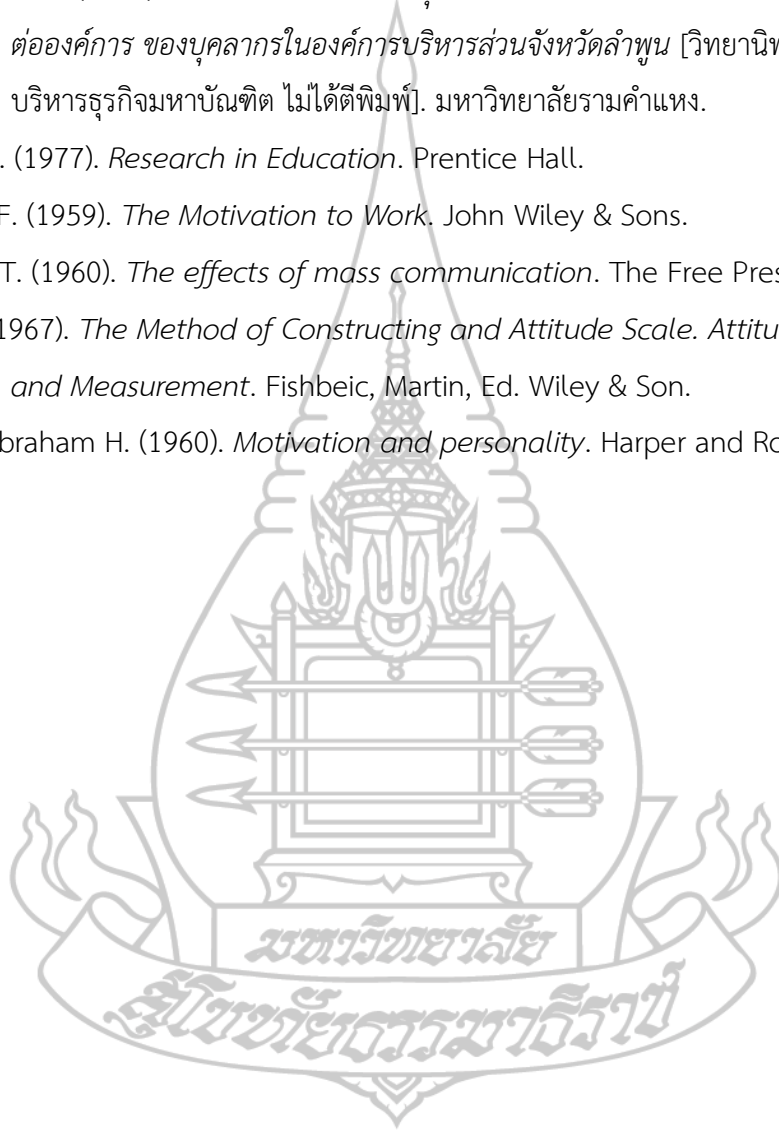 ต่อองค์การ ของบุคลากรในองค์การบริหารส่วนจังหวัดลำพูน [วิทยานิพ
บริหารธุรกิจมหาบัณฑิต ไม่ได้ตีพิมพ์]. มหาวิทยาลัยรามคำแหง.
. (1977). Research in Education. Prentice Hall.
F. (1959). The Motivation to Work. John Wiley & Sons.
T. (1960). The effects of mass communication. The Free Pres
1967). The Method of Constructing and Attitude Scale. Attitu
and Measurement. Fishbeic, Martin, Ed. Wiley & Son.
braham H. (1960). Motivation and personality. Harper and Ro
มหาวิทยาลัย
สุโขทัยธรรมาธิราช